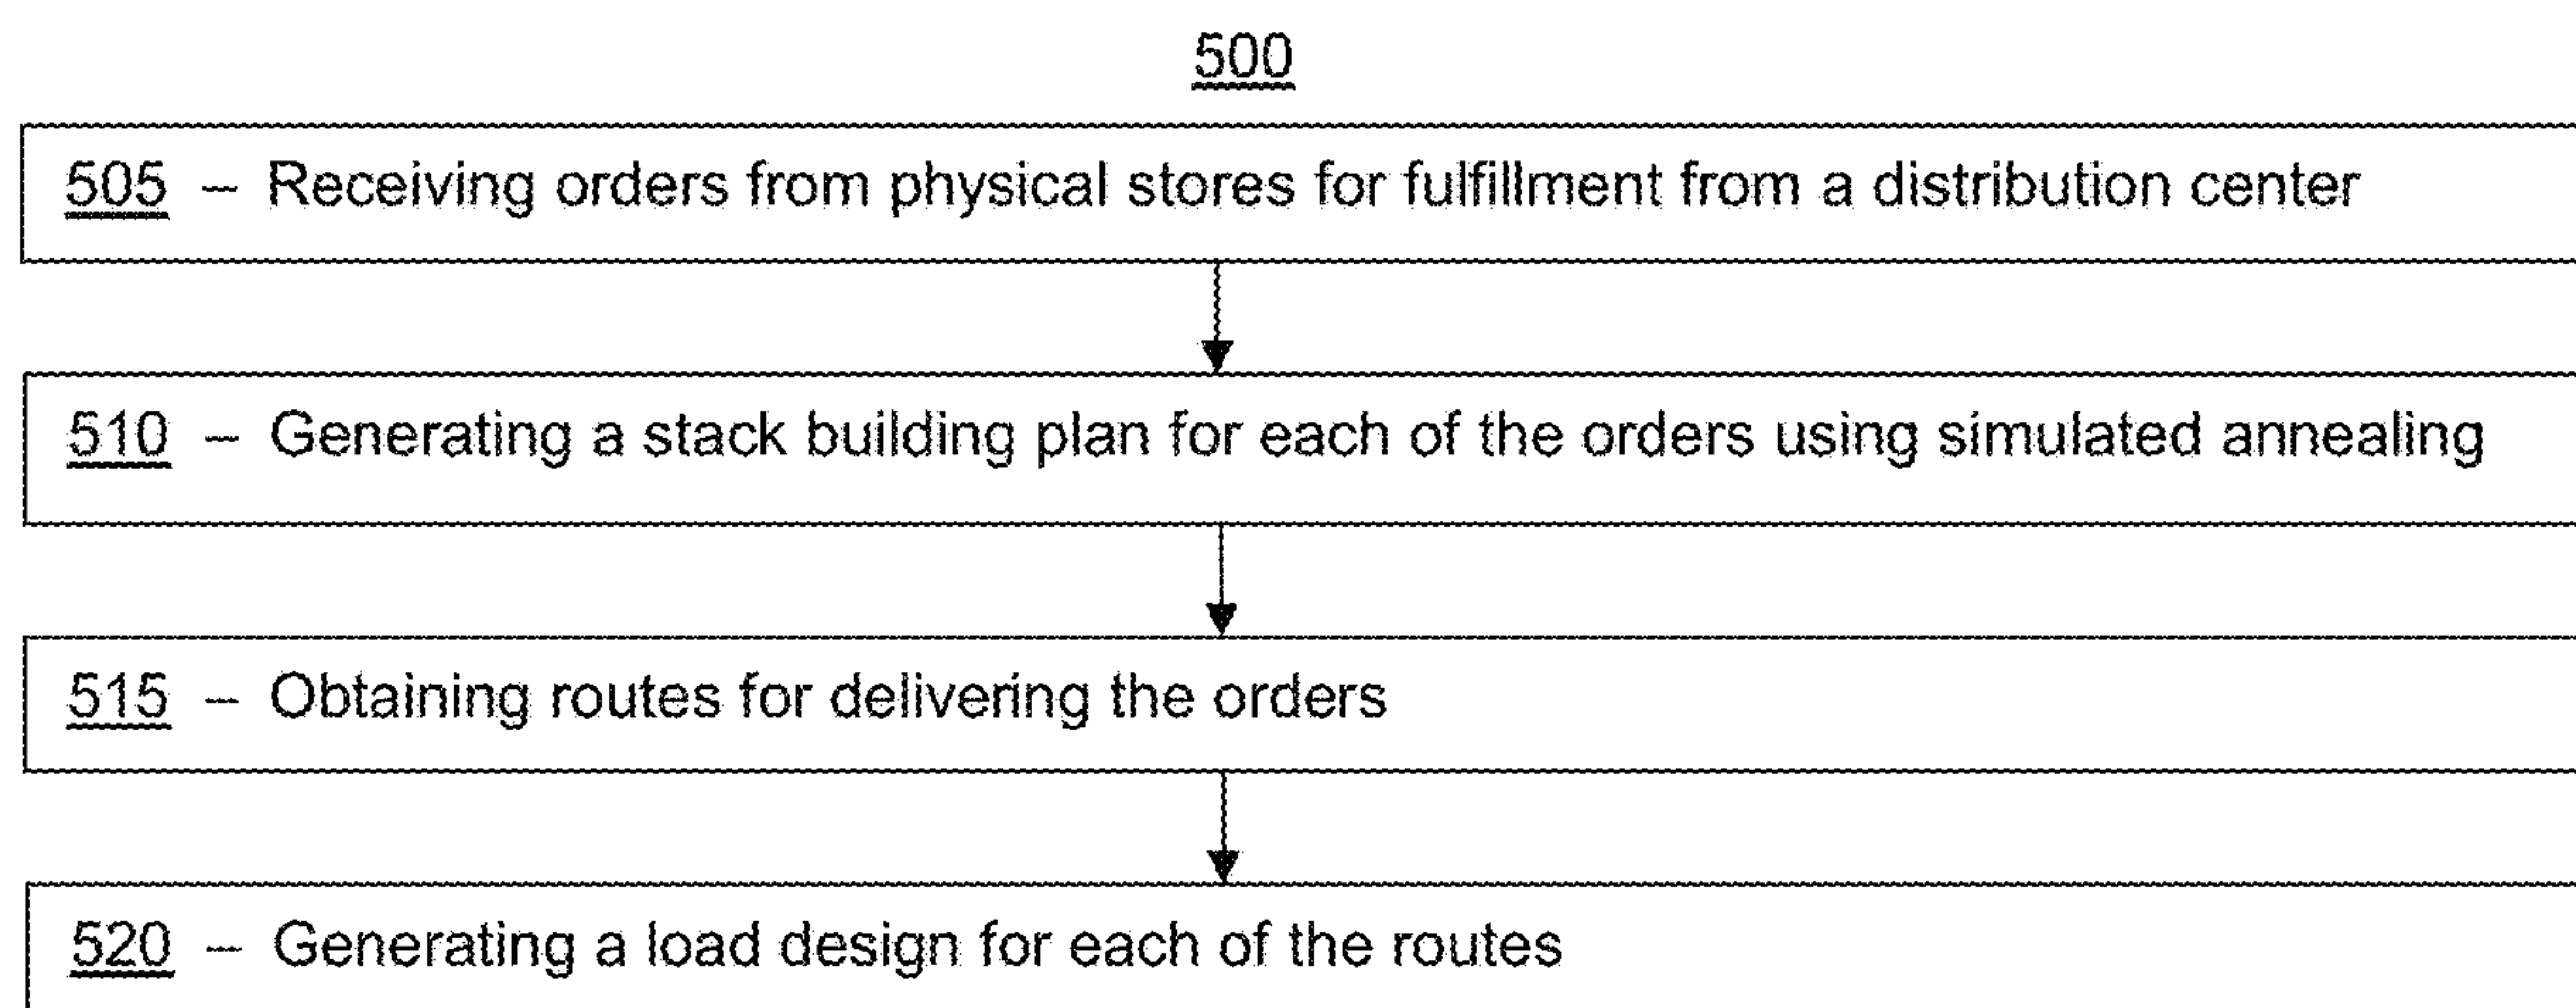 500
505 – Receiving orders from physical stores for fulfillment from a distribution center
510 – Generating a stack building plan for each of the orders using simulated annealing
515 – Obtaining routes for delivering the orders
520 – Generating a load design for each of the routes